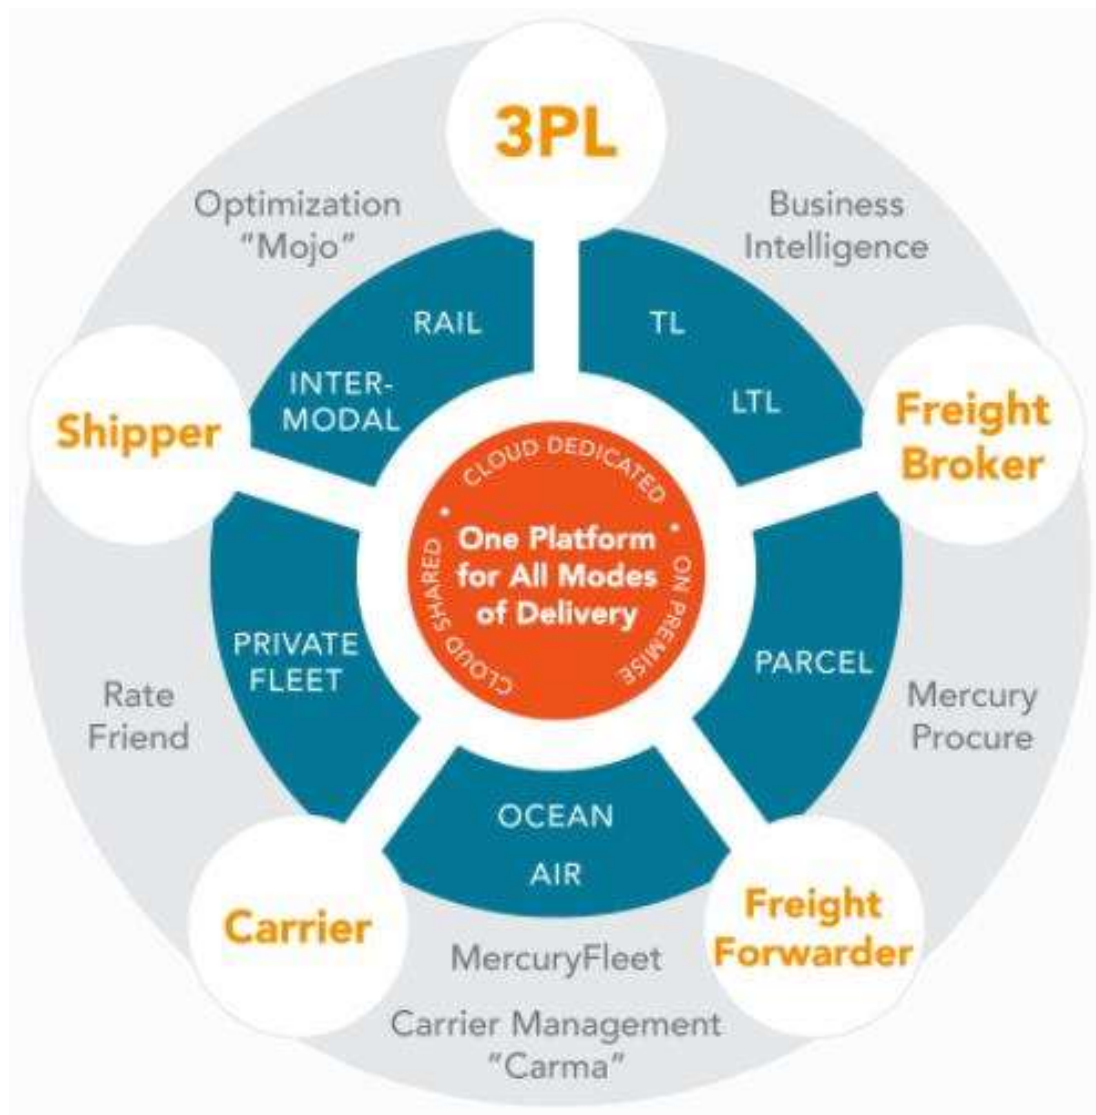 3PL
Optimization
"Mojo"
Business
Intelligence
RAIL
TL
INTER-
MODAL
LTL
Shipper
Freight
Broker
CLOUD DEDICATED • ON PREMISE
CLOUD SHARED •
One Platform
for All Modes
of Delivery
PRIVATE
FLEET
PARCEL
Rate
Friend
Mercury
Procure
OCEAN
AIR
Carrier
Freight
Forwarder
MercuryFleet
Carrier Management
"Carma"